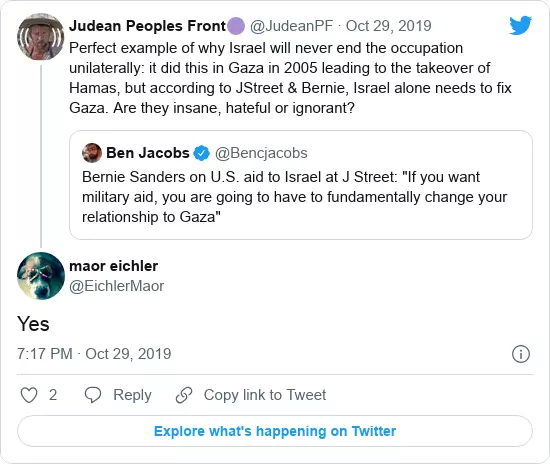 Judean Peoples Front🟣 @JudeanPF · Oct 29, 2019
Perfect example of why Israel will never end the occupation
unilaterally: it did this in Gaza in 2005 leading to the takeover of
Hamas, but according to JStreet & Bernie, Israel alone needs to fix
Gaza. Are they insane, hateful or ignorant?
Ben Jacobs @Bencjacobs
Bernie Sanders on U.S. aid to Israel at J Street: "If you want
military aid, you are going to have to fundamentally change your
relationship to Gaza"
maor eichler
@EichlerMaor
Yes
7:17 PM · Oct 29, 2019
2 Reply Copy link to Tweet
Explore what's happening on Twitter